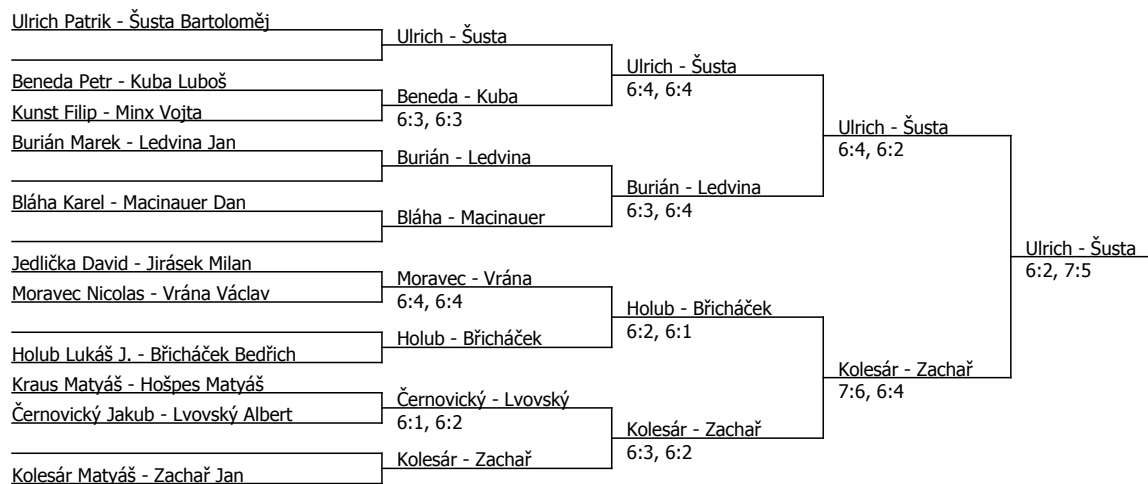 Ulrich Patrik - Šusta Bartoloměj
Beneda Petr - Kuba Luboš
Kunst Filip - Minx Vojta
Burián Marek - Ledvina Jan
Bláha Karel - Macinauer Dan
Jedlička David - Jirásek Milan
Moravec Nicolas - Vrána Václav
Holub Lukáš J. - Břicháček Bedřich
Kraus Matyáš - Hošpes Matyáš
Černovický Jakub - Lvovský Albert
Kolesár Matyáš - Zachař Jan
Ulrich - Šusta
Beneda - Kuba
6:3, 6:3
Burián - Ledvina
Bláha - Macinauer
Moravec - Vrána
6:4, 6:4
Holub - Břicháček
Černovický - Lvovský
6:1, 6:2
Kolesár - Zachař
Ulrich - Šusta
6:4, 6:4
Burián - Ledvina
6:3, 6:4
Holub - Břicháček
6:2, 6:1
Kolesár - Zachař
6:3, 6:2
Ulrich - Šusta
6:4, 6:2
Kolesár - Zachař
7:6, 6:4
Ulrich - Šusta
6:2, 7:5